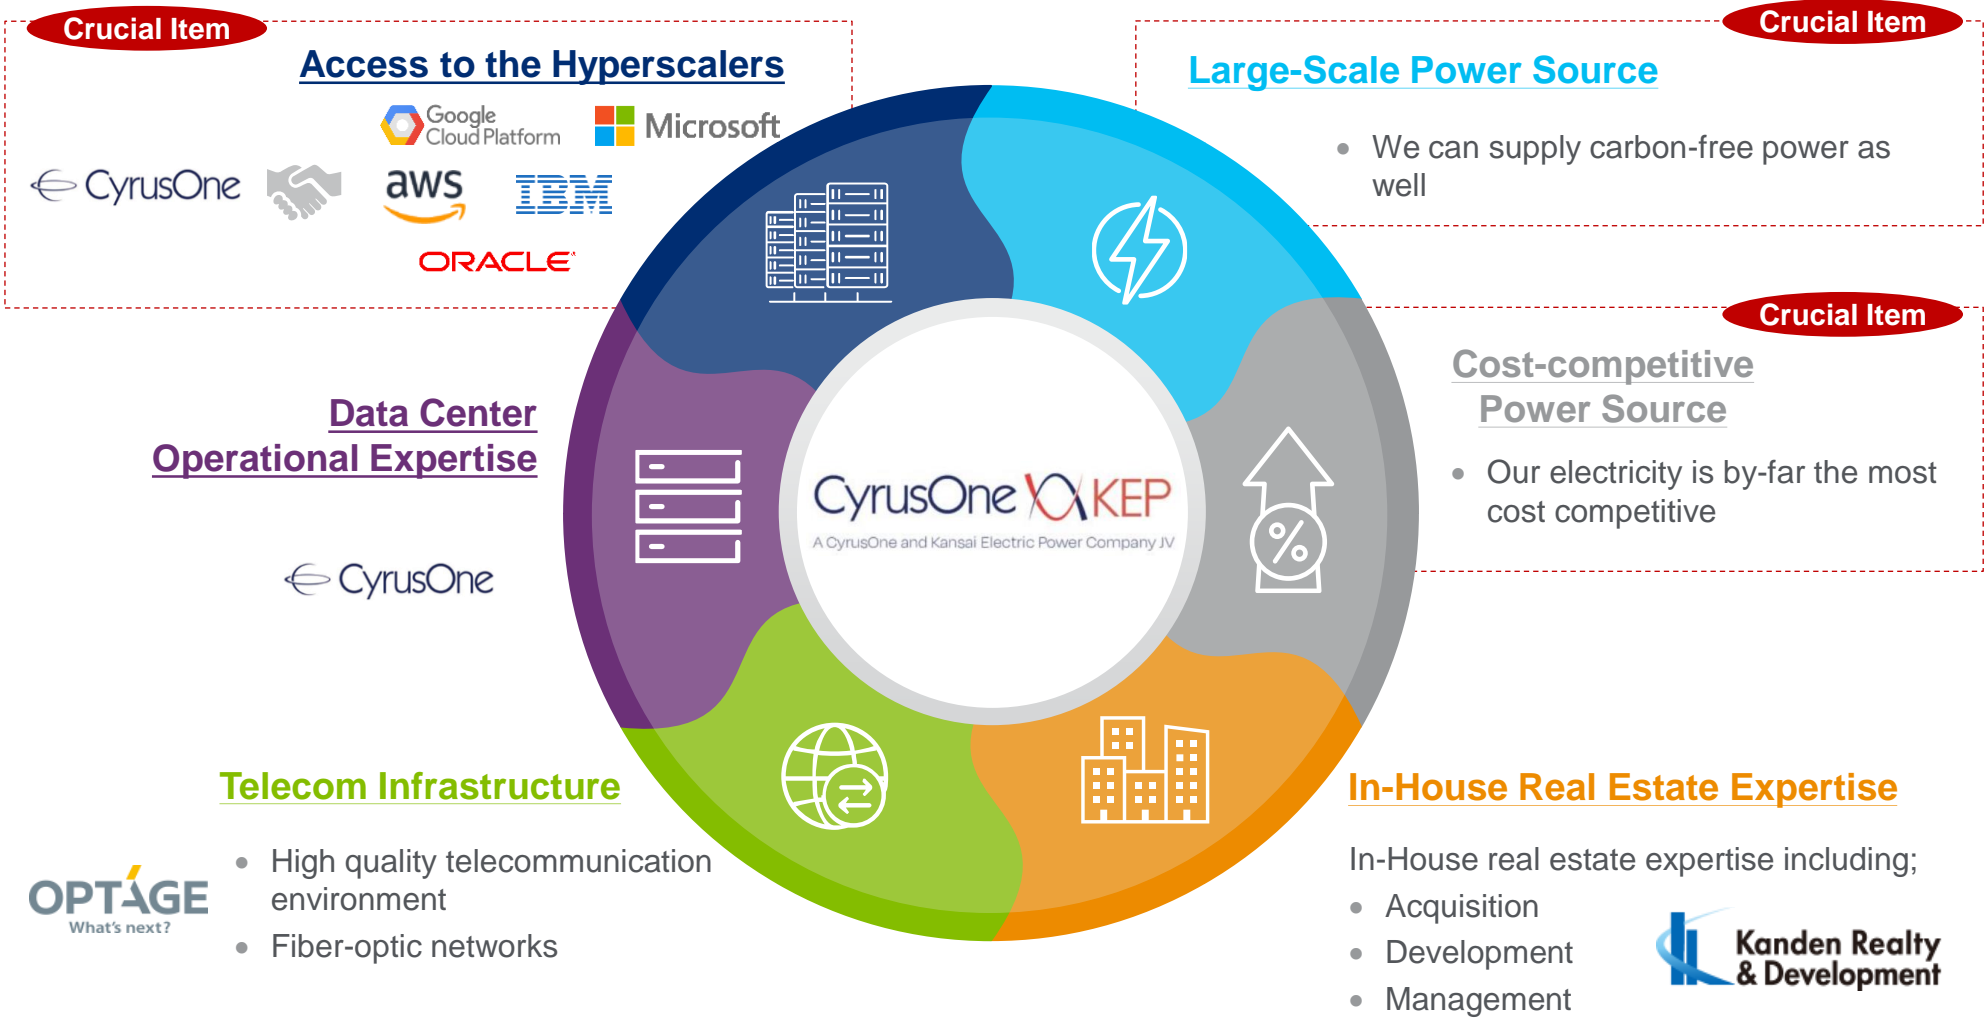 Crucial Item
Access to the Hyperscalers
Google
Cloud Platform
Microsoft
CyrusOne
aws
IBM
ORACLE
Crucial Item
Large-Scale Power Source
• We can supply carbon-free power as
well
Crucial Item
Cost-competitive
Power Source
• Our electricity is by-far the most
cost competitive
Data Center
Operational Expertise
CyrusOne
CyrusOne KEP
A CyrusOne and Kansai Electric Power Company JV
%
Telecom Infrastructure
OPTAGE
What's next?
• High quality telecommunication
environment
• Fiber-optic networks
In-House Real Estate Expertise
In-House real estate expertise including;
• Acquisition
• Development
• Management
Kanden Realty
& Development